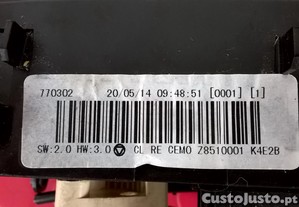 770302 20/05/14 09:48:51 [0001] [1]
SW:2.0 HW:3.0 CL RE CEMO Z8510001 K4E2B
CustoJusto.pt